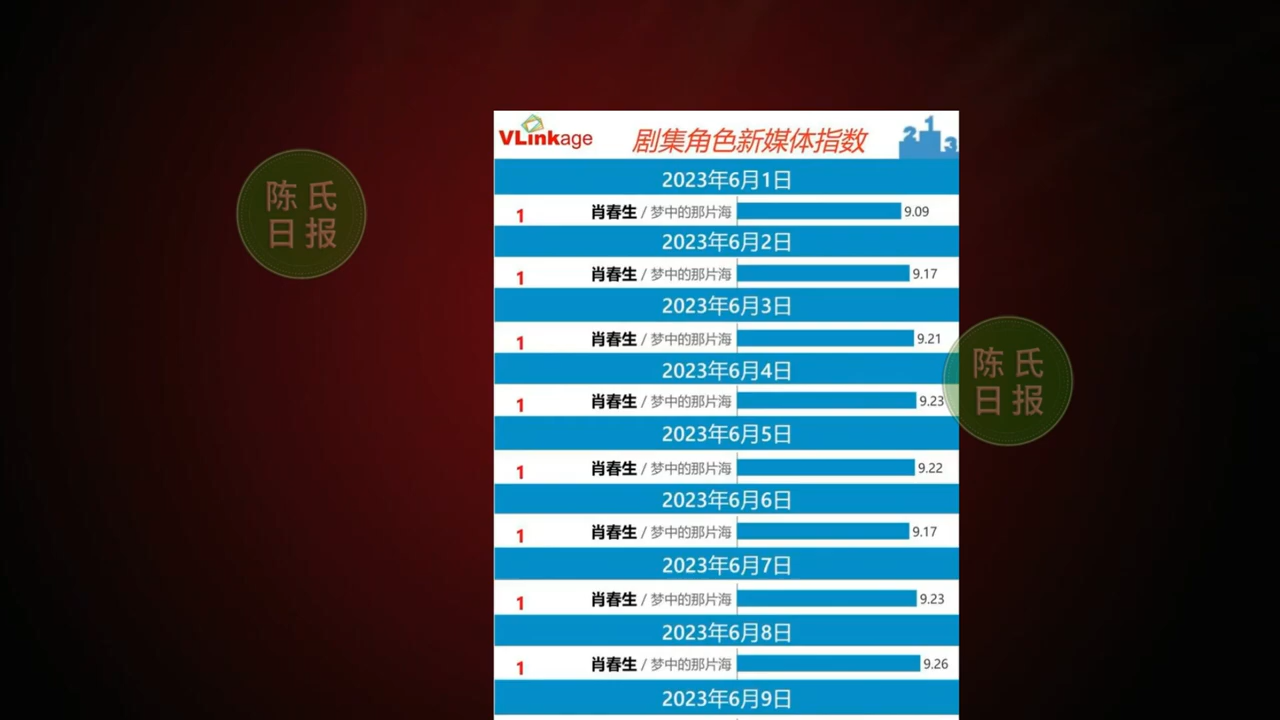 VLinkage
剧集角色新媒体指数
2 1 3
2023年6月1日
1 肖春生 / 梦中的那片海 9.09
2023年6月2日
1 肖春生 / 梦中的那片海 9.17
2023年6月3日
1 肖春生 / 梦中的那片海 9.21
2023年6月4日
1 肖春生 / 梦中的那片海 9.23
2023年6月5日
1 肖春生 / 梦中的那片海 9.22
2023年6月6日
1 肖春生 / 梦中的那片海 9.17
2023年6月7日
1 肖春生 / 梦中的那片海 9.23
2023年6月8日
1 肖春生 / 梦中的那片海 9.26
2023年6月9日
陈氏
日报
陈氏
日报